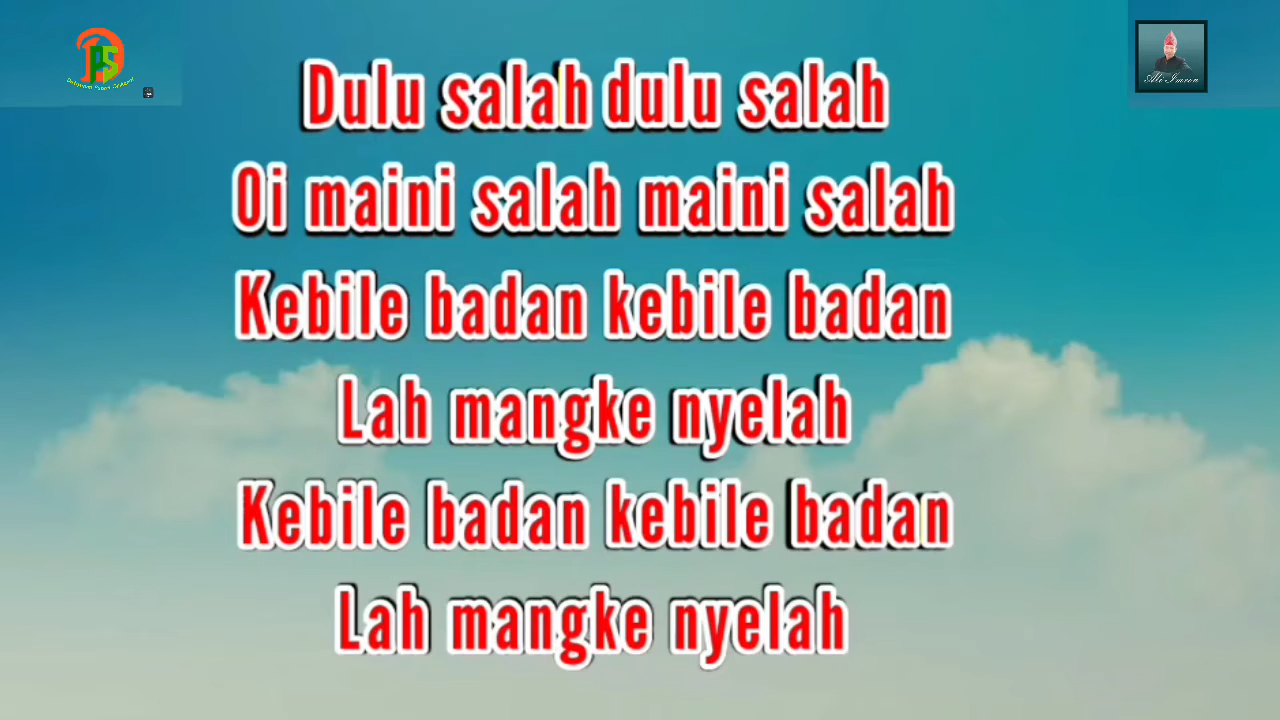 Dulu salah dulu salah
Oi maini salah maini salah
Kebile badan kebile badan
Lah mangke nyelah
Kebile badan kebile badan
Lah mangke nyelah